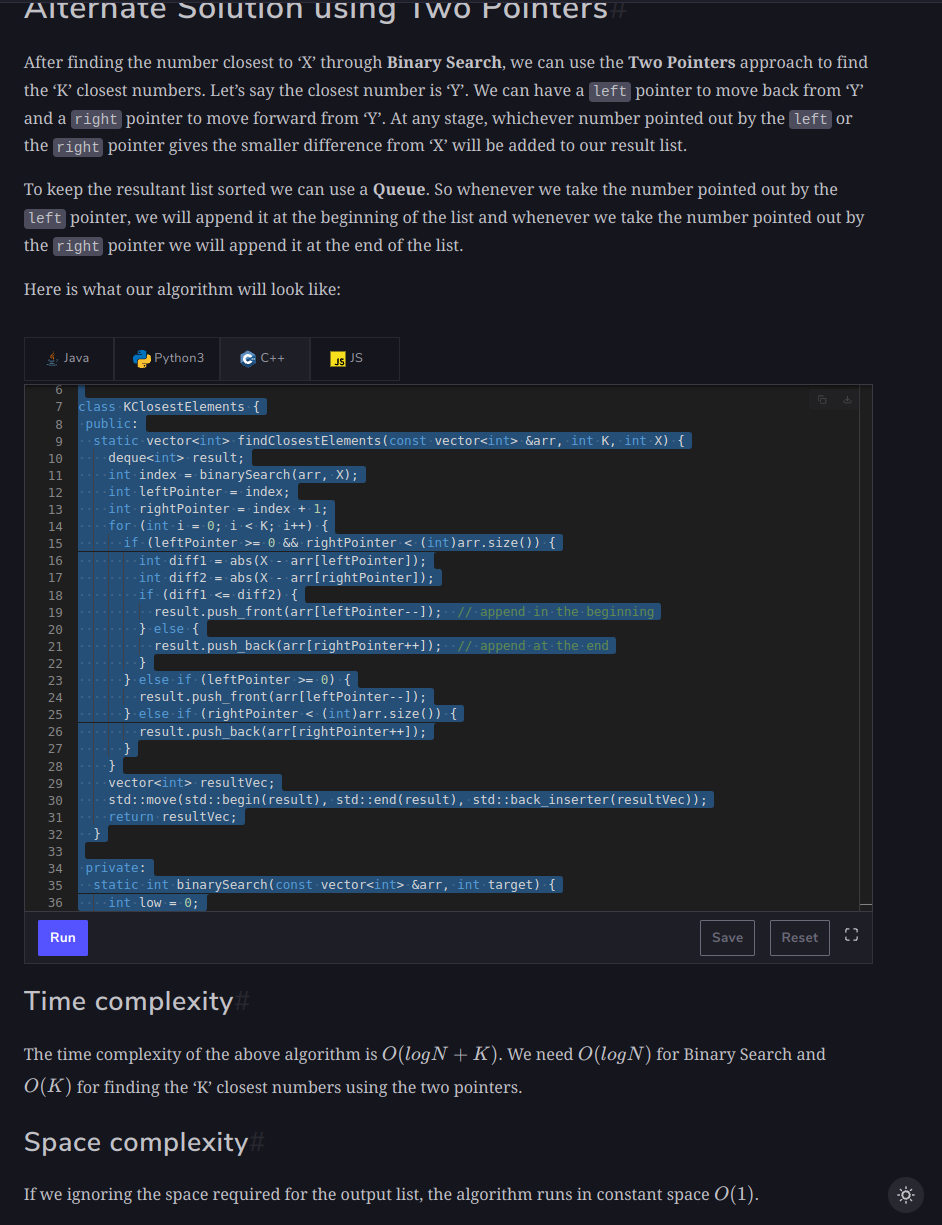 Alternate Solution using Two Pointers#
After finding the number closest to ‘X’ through Binary Search, we can use the Two Pointers approach to find
the ‘K’ closest numbers. Let’s say the closest number is ‘Y’. We can have a left pointer to move back from ‘Y’
and a right pointer to move forward from ‘Y’. At any stage, whichever number pointed out by the left or
the right pointer gives the smaller difference from ‘X’ will be added to our result list.
To keep the resultant list sorted we can use a Queue. So whenever we take the number pointed out by the
left pointer, we will append it at the beginning of the list and whenever we take the number pointed out by
the right pointer we will append it at the end of the list.
Here is what our algorithm will look like:
Java Python3 C++ JS
6
7 class KClosestElements {
8  public:
9   static vector<int> findClosestElements(const vector<int> &arr, int K, int X) {
10     deque<int> result;
11     int index = binarySearch(arr, X);
12     int leftPointer = index;
13     int rightPointer = index + 1;
14     for (int i = 0; i < K; i++) {
15       if (leftPointer >= 0 && rightPointer < (int)arr.size()) {
16         int diff1 = abs(X - arr[leftPointer]);
17         int diff2 = abs(X - arr[rightPointer]);
18         if (diff1 <= diff2) {
19           result.push_front(arr[leftPointer--]);  // append in the beginning
20         } else {
21           result.push_back(arr[rightPointer++]);  // append at the end
22         }
23       } else if (leftPointer >= 0) {
24         result.push_front(arr[leftPointer--]);
25       } else if (rightPointer < (int)arr.size()) {
26         result.push_back(arr[rightPointer++]);
27       }
28     }
29     vector<int> resultVec;
30     std::move(std::begin(result), std::end(result), std::back_inserter(resultVec));
31     return resultVec;
32   }
33
34  private:
35   static int binarySearch(const vector<int> &arr, int target) {
36     int low = 0;
Run Save Reset
Time complexity#
The time complexity of the above algorithm is O(logN + K). We need O(logN) for Binary Search and
O(K) for finding the ‘K’ closest numbers using the two pointers.
Space complexity#
If we ignoring the space required for the output list, the algorithm runs in constant space O(1).